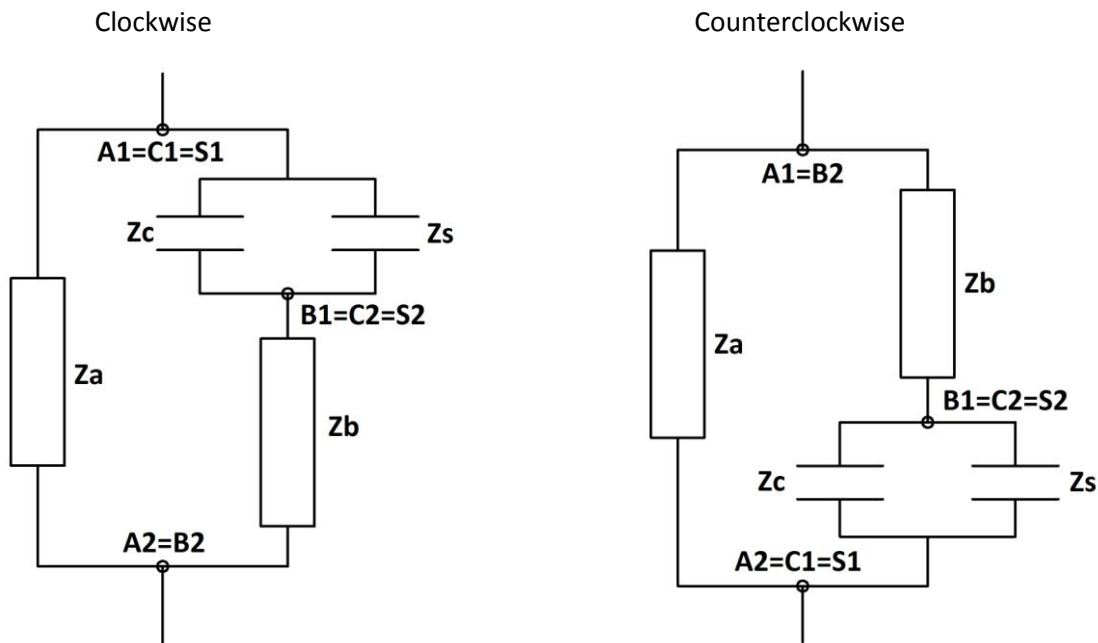 Clockwise
A1=C1=S1
Zc
Zs
B1=C2=S2
Za
Zb
A2=B2
Counterclockwise
A1=B2
Zb
Za
B1=C2=S2
Zc
Zs
A2=C1=S1